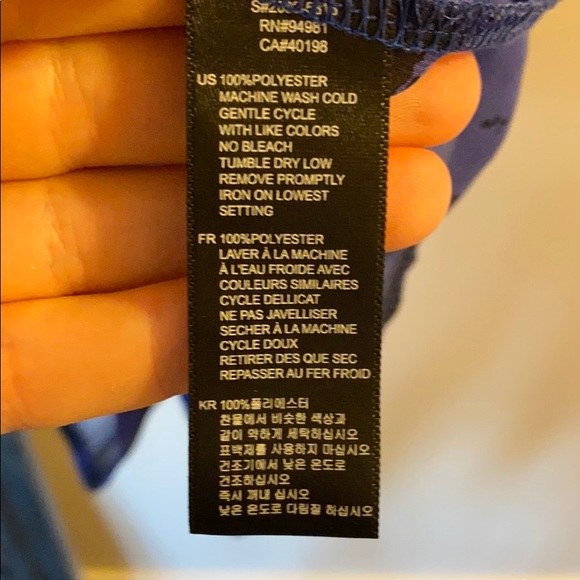 RN#94981
CA#40198
US 100%POLYESTER
MACHINE WASH COLD
GENTLE CYCLE
WITH LIKE COLORS
NO BLEACH
TUMBLE DRY LOW
REMOVE PROMPTLY
IRON ON LOWEST
SETTING
FR 100%POLYESTER
LAVER À LA MACHINE
À L'EAU FROIDE AVEC
COULEURS SIMILAIRES
CYCLE DELLICAT
NE PAS JAVELLISER
SECHER À LA MACHINE
CYCLE DOUX
RETIRER DES QUE SEC
REPASSER AU FER FROID
KR 100%폴리에스터
찬물에서 비슷한 색상과
같이 약하게 세탁하십시오
표백제를 사용하지 마십시오
건조기에서 낮은 온도로
건조하십시오
즉시 꺼내 십시오
낮은 온도로 다림질 하십시오